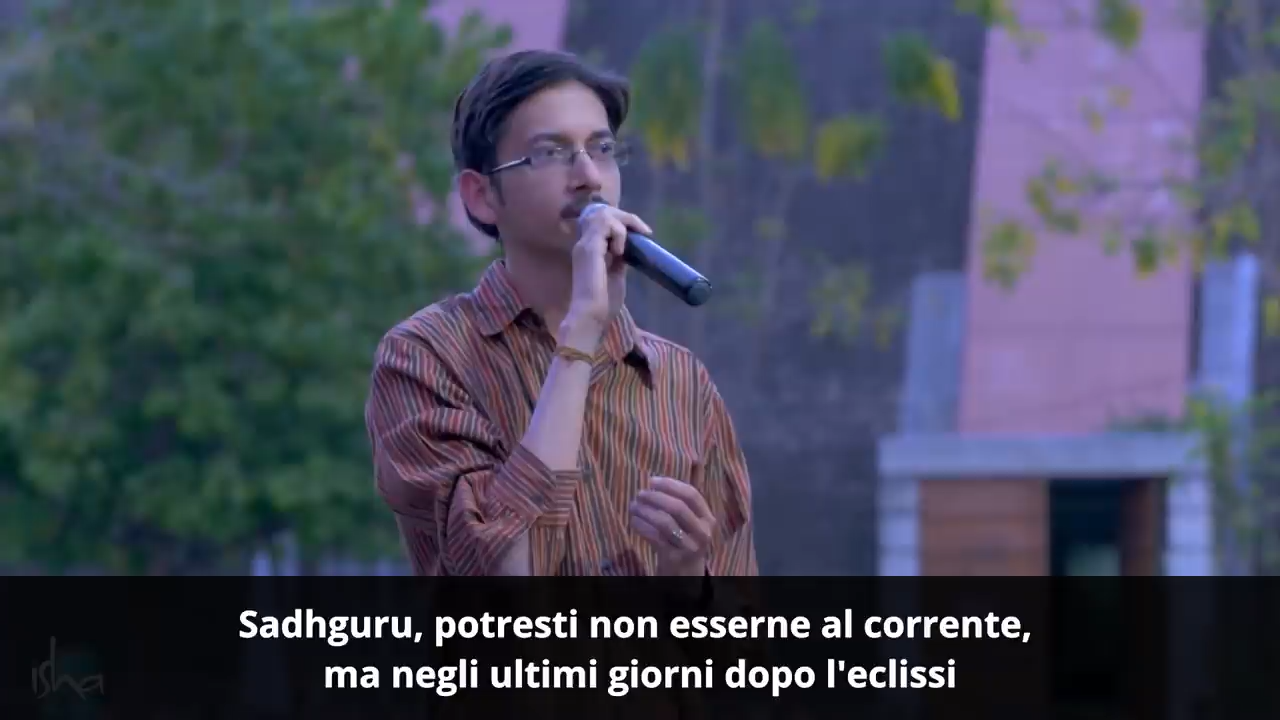 Sadhguru, potresti non esserne al corrente,
ma negli ultimi giorni dopo l'eclissi
isha